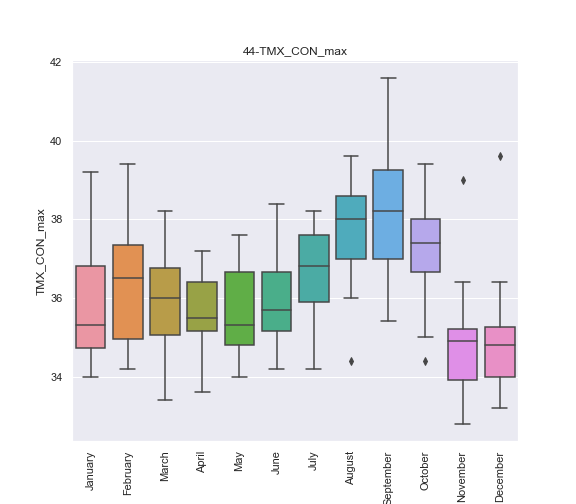 44-TMX_CON_max
42
40
38
36
34
TMX_CON_max
January
February
March
April
May
June
July
August
September
October
November
December